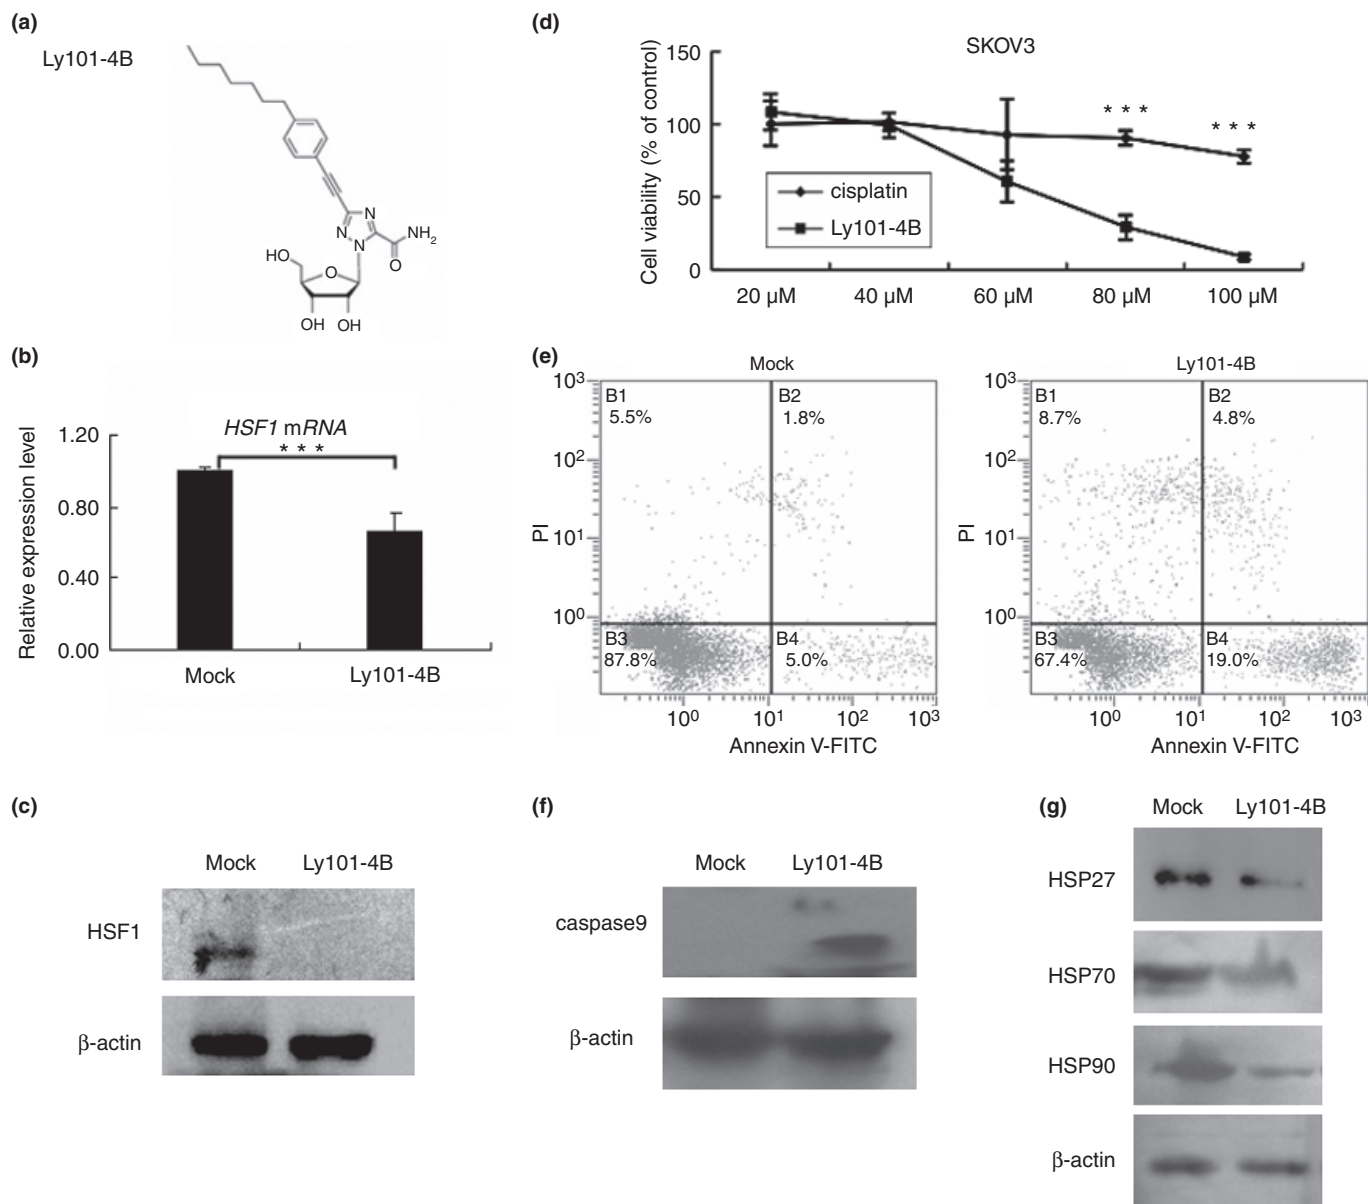 (a)
Ly101-4B
N
N
N
NH2
O
HO
O
OH
OH
(b)
HSF1 mRNA
* * *
Relative expression level
1.20
0.80
0.40
0.00
Mock
Ly101-4B
(c)
Mock
Ly101-4B
HSF1
β-actin
(d)
SKOV3
Cell viability (% of control)
150
100
50
0
* * *
* * *
cisplatin
Ly101-4B
20 μM
40 μM
60 μM
80 μM
100 μM
(e)
Mock
PI
10³
10²
10¹
10⁰
B1
5.5%
B2
1.8%
B3
87.8%
B4
5.0%
10⁰
10¹
10²
10³
Annexin V-FITC
Ly101-4B
PI
10³
10²
10¹
10⁰
B1
8.7%
B2
4.8%
B3
67.4%
B4
19.0%
10⁰
10¹
10²
10³
Annexin V-FITC
(f)
Mock
Ly101-4B
caspase9
β-actin
(g)
Mock
Ly101-4B
HSP27
HSP70
HSP90
β-actin